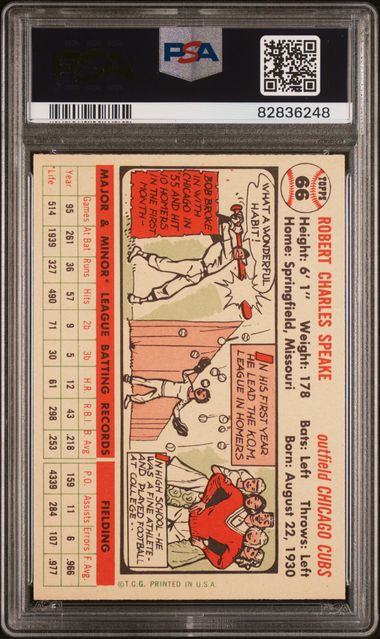 PSA
PSA
82836248
TOPPS
66
ROBERT CHARLES SPEAKE
outfield CHICAGO CUBS
Height: 6' 1" Weight: 178 Bats: Left Throws: Left
Home: Springfield, Missouri Born: August 22, 1930
WHAT A WONDERFUL
HABIT!
BOB BROKE
IN WITH
CHICAGO IN
'55 AND HIT
10 HOMERS
IN THE FIRST
MONTH—
IN HIS FIRST YEAR
HE LEAD THE K.O.M.
LEAGUE IN HOMERS
IN HIGH SCHOOL—HE
WAS A FINE ATHLETE—
AND PLAYED FOOTBALL
AT COLLEGE——
MAJOR & MINOR LEAGUE BATTING RECORDS FIELDING
Games At Bat Runs Hits 2b 3b H.R. R.B.I. B Avg P.O. Assists Errors F. Avg.
Year 95 261 36 57 9 5 12 43 .218 159 11 6 .966
Life 514 1939 327 490 71 30 61 298 .253 4339 284 107 .977
©T.C.G. PRINTED IN U.S.A.